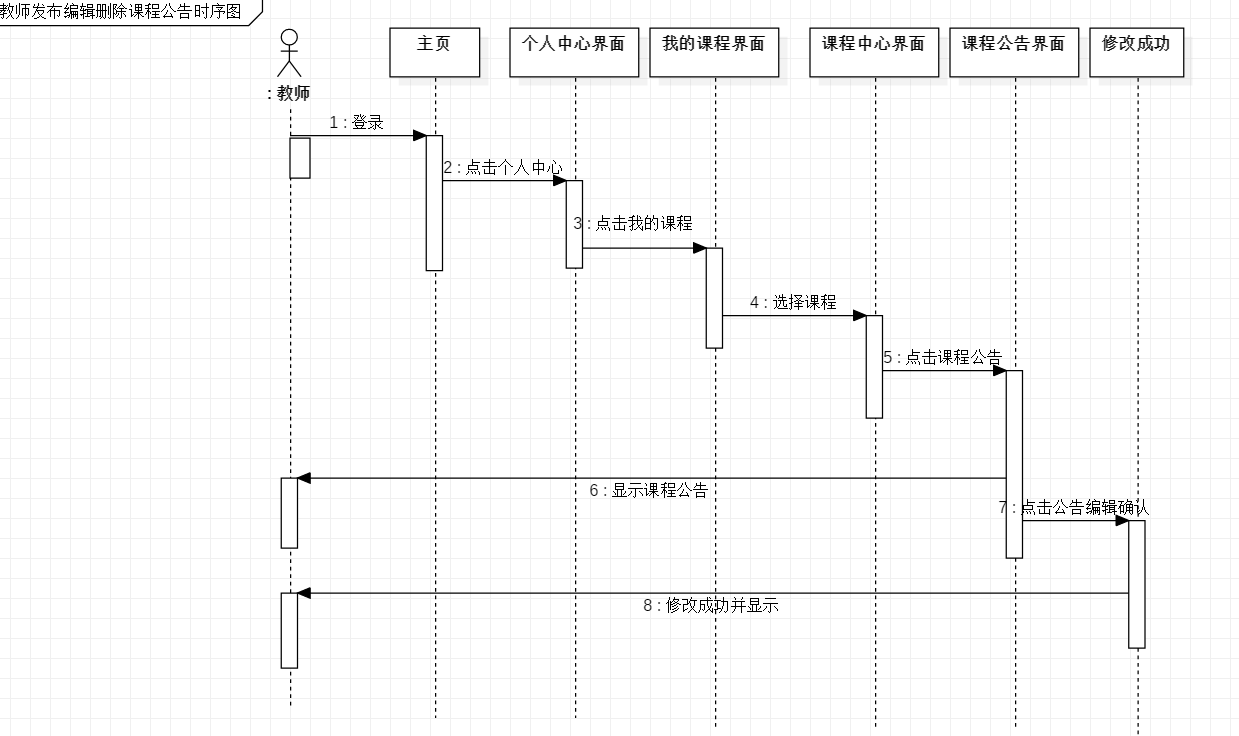 教师发布编辑删除课程公告时序图
主页
个人中心界面
我的课程界面
课程中心界面
课程公告界面
修改成功
: 教师
1 : 登录
2 : 点击个人中心
3 : 点击我的课程
4 : 选择课程
5 : 点击课程公告
6 : 显示课程公告
7 : 点击公告编辑确认
8 : 修改成功并显示